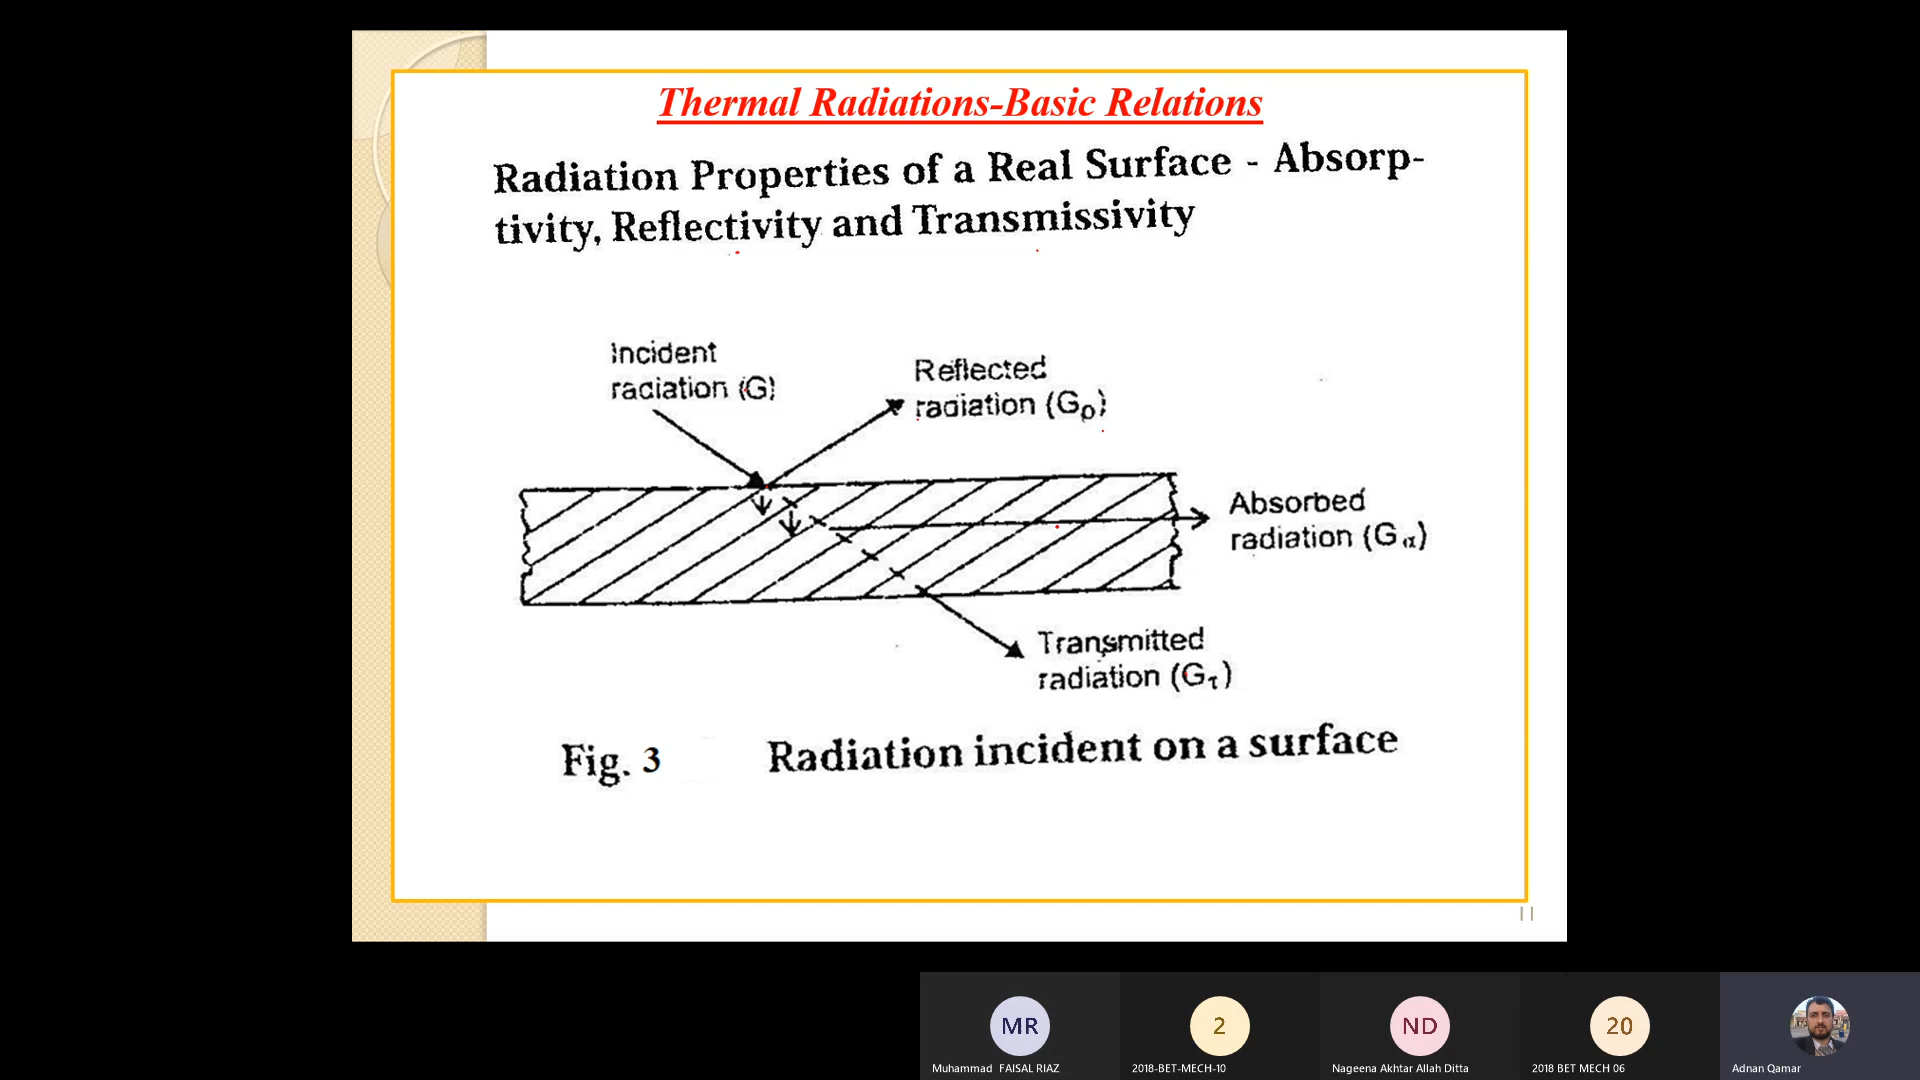 Thermal Radiations-Basic Relations
Radiation Properties of a Real Surface - Absorp-
tivity, Reflectivity and Transmissivity
Incident
radiation (G)
Reflected
radiation (Gρ)
Absorbed
radiation (Gα)
Transmitted
radiation (Gτ)
Fig. 3 Radiation incident on a surface
11
MR
2
ND
20
Muhammad FAISAL RIAZ
2018-BET-MECH-10
Nageena Akhtar Allah Ditta
2018 BET MECH 06
Adnan Qamar